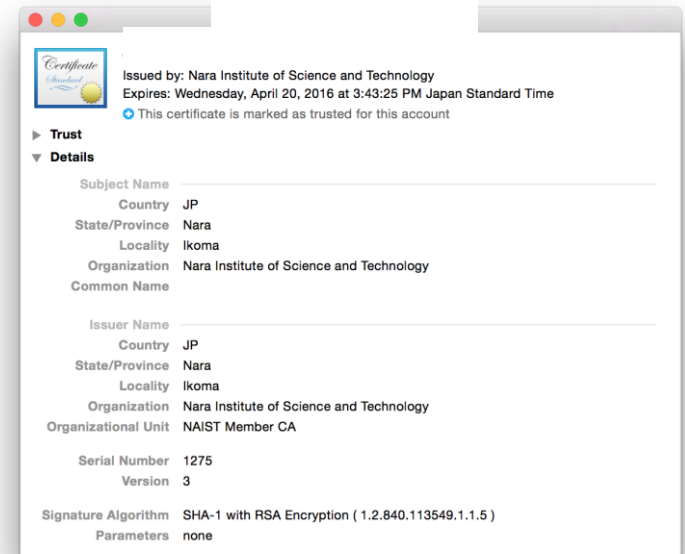 Certificate
Standard
Issued by: Nara Institute of Science and Technology
Expires: Wednesday, April 20, 2016 at 3:43:25 PM Japan Standard Time
This certificate is marked as trusted for this account
Trust
Details
Subject Name
Country JP
State/Province Nara
Locality Ikoma
Organization Nara Institute of Science and Technology
Common Name
Issuer Name
Country JP
State/Province Nara
Locality Ikoma
Organization Nara Institute of Science and Technology
Organizational Unit NAIST Member CA
Serial Number 1275
Version 3
Signature Algorithm SHA-1 with RSA Encryption ( 1.2.840.113549.1.1.5 )
Parameters none